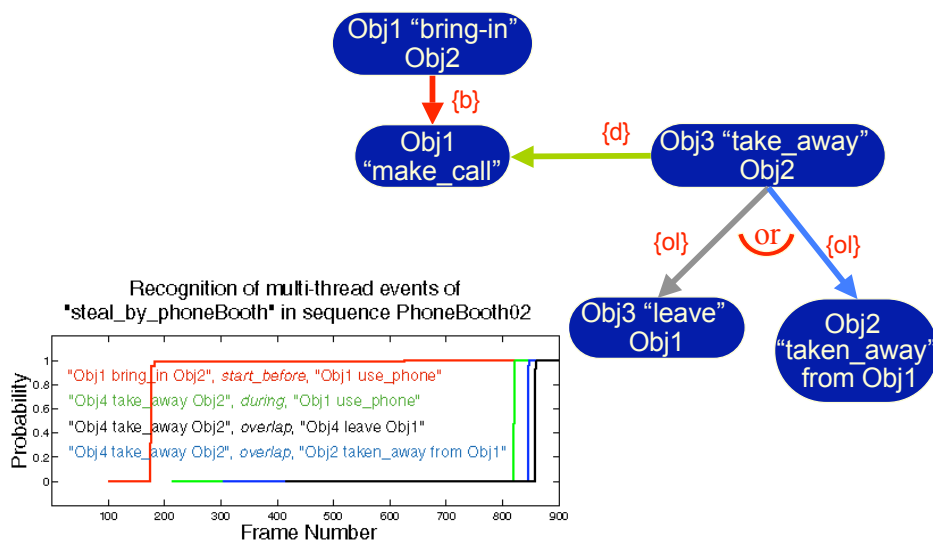 Obj1 “bring-in”
Obj2
{b}
Obj1
“make_call”
{d}
Obj3 “take_away”
Obj2
{ol}
or
{ol}
Obj3 “leave”
Obj1
Obj2
“taken_away”
from Obj1
Recognition of multi-thread events of
"steal_by_phoneBooth" in sequence PhoneBooth02
Probability
1
0.8
0.6
0.4
0.2
0
"Obj1 bring_in Obj2", start_before, "Obj1 use_phone"
"Obj4 take_away Obj2", during, "Obj1 use_phone"
"Obj4 take_away Obj2", overlap, "Obj4 leave Obj1"
"Obj4 take_away Obj2", overlap, "Obj2 taken_away from Obj1"
100 200 300 400 500 600 700 800 900
Frame Number